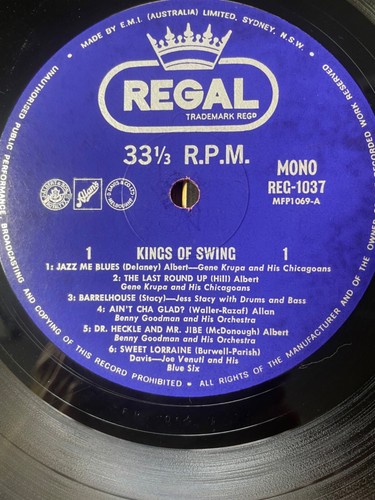 MADE BY E.M.I. (AUSTRALIA) LIMITED, SYDNEY, N.S.W.
REGAL
TRADEMARK REGD
33 1/3 R.P.M.
MONO
REG-1037
MFP1069-A
Allans
1 KINGS OF SWING 1
1: JAZZ ME BLUES (Delaney) Albert—Gene Krupa and His Chicagoans
2: THE LAST ROUND UP (Hill) Albert
Gene Krupa and His Chicagoans
3: BARRELHOUSE (Stacy)—Jess Stacy with Drums and Bass
4: AIN'T CHA GLAD? (Waller-Razaf) Allan
Benny Goodman and His Orchestra
5: DR. HECKLE AND MR. JIBE (McDonough) Albert
Benny Goodman and His Orchestra
6: SWEET LORRAINE (Burwell-Parish)
Davis—Joe Venuti and His
Blue Six
UNAUTHORISED PUBLIC PERFORMANCE, BROADCASTING AND COPYING OF THIS RECORD PROHIBITED • ALL RIGHTS OF THE MANUFACTURER AND OF THE OWNER OF THE RECORDED WORK RESERVED